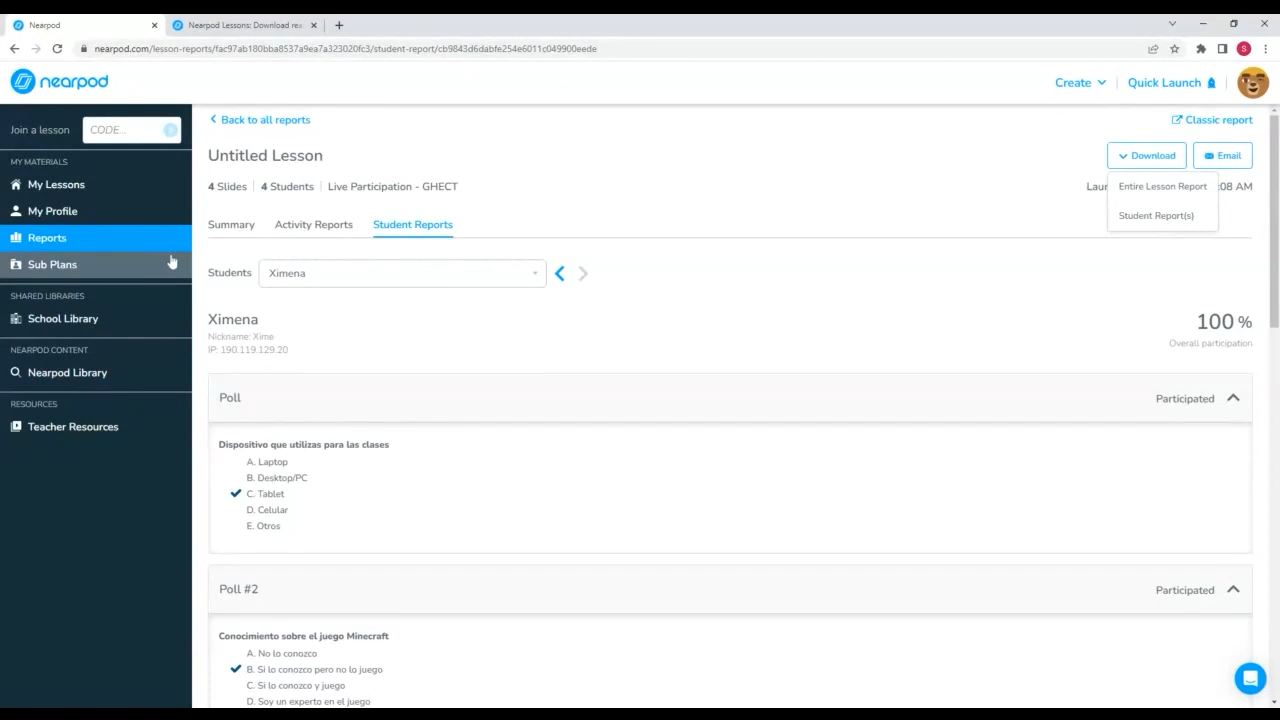 Nearpod
Nearpod Lessons: Download re
nearpod.com/lesson-reports/fac97ab180bba8537a9ea7a323020fc3/student-report/cb9843d6dabfe254e6011c049900eede
S
nearpod
Create
Quick Launch
Join a lesson
CODE...
MY MATERIALS
My Lessons
My Profile
Reports
Sub Plans
SHARED LIBRARIES
School Library
NEARPOD CONTENT
Nearpod Library
RESOURCES
Teacher Resources
Back to all reports
Classic report
Untitled Lesson
Download
Email
4 Slides
4 Students
Live Participation - GHECT
Lau
:08 AM
Entire Lesson Report
Student Report(s)
Summary
Activity Reports
Student Reports
Students
Ximena
Ximena
Nickname: Xime
IP: 190.119.129.20
100 %
Overall participation
Poll
Participated
Dispositivo que utilizas para las clases
A. Laptop
B. Desktop/PC
C. Tablet
D. Celular
E. Otros
Poll #2
Participated
Conocimiento sobre el juego Minecraft
A. No lo conozco
B. Si lo conozco pero no lo juego
C. Si lo conozco y juego
D. Soy un experto en el juego